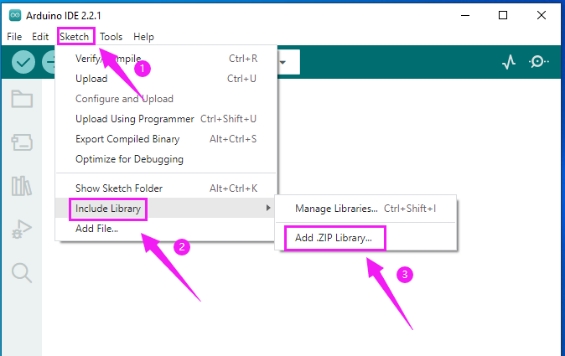 Arduino IDE 2.2.1
File Edit Sketch Tools Help
1
Verify/Compile Ctrl+R
Upload Ctrl+U
Configure and Upload
Upload Using Programmer Ctrl+Shift+U
Export Compiled Binary Alt+Ctrl+S
Optimize for Debugging
Show Sketch Folder Alt+Ctrl+K
Include Library
Manage Libraries... Ctrl+Shift+I
Add File...
2
Add .ZIP Library...
3